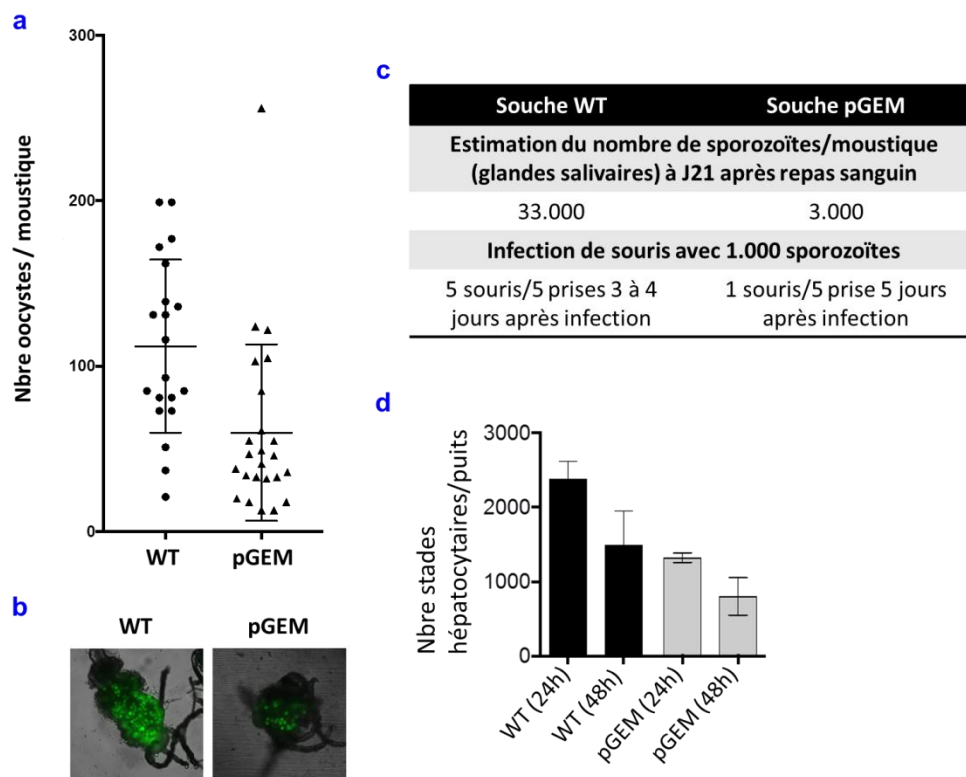 a
300
200
100
0
Nbre oocystes / moustique
WT
pGEM
b
WT
pGEM
c
Souche WT
Souche pGEM
Estimation du nombre de sporozoïtes/moustique
(glandes salivaires) à J21 après repas sanguin
33.000
3.000
Infection de souris avec 1.000 sporozoïtes
5 souris/5 prises 3 à 4
jours après infection
1 souris/5 prise 5 jours
après infection
d
3000
2000
1000
0
Nbre stades
hépatocytaires/puits
WT (24h)
WT (48h)
pGEM (24h)
pGEM (48h)